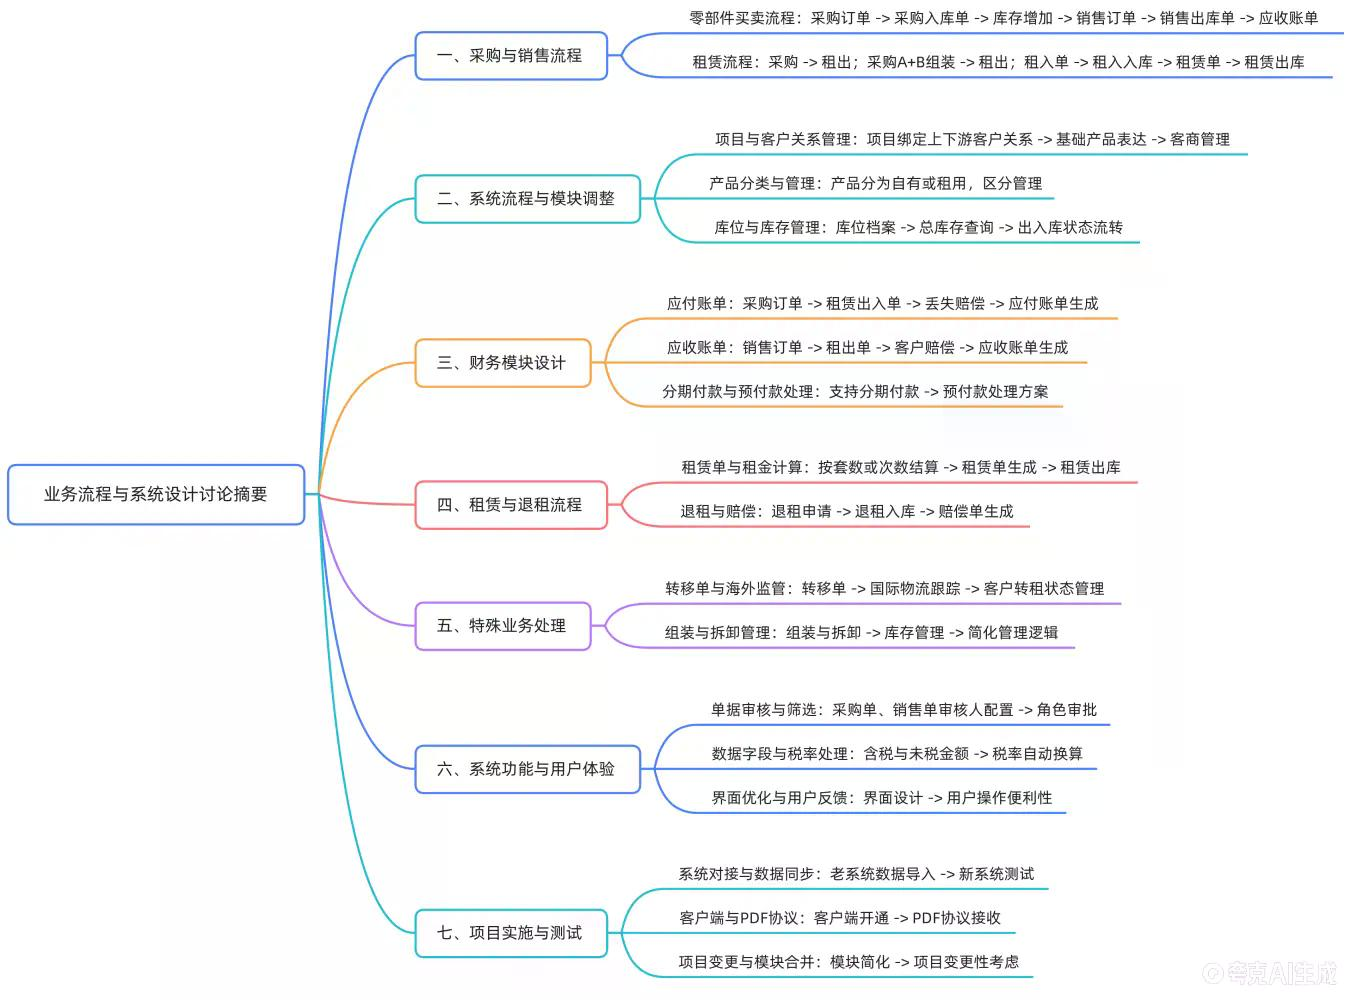 业务流程与系统设计讨论摘要
一、采购与销售流程
零部件买卖流程：采购订单 -> 采购入库单 -> 库存增加 -> 销售订单 -> 销售出库单 -> 应收账单
租赁流程：采购 -> 租出；采购A+B组装 -> 租出；租入单 -> 租入入库 -> 租赁单 -> 租赁出库
二、系统流程与模块调整
项目与客户关系管理：项目绑定上下游客户关系 -> 基础产品表达 -> 客商管理
产品分类与管理：产品分为自有或租用，区分管理
库位与库存管理：库位档案 -> 总库存查询 -> 出入库状态流转
三、财务模块设计
应付账单：采购订单 -> 租赁出入单 -> 丢失赔偿 -> 应付账单生成
应收账单：销售订单 -> 租出单 -> 客户赔偿 -> 应收账单生成
分期付款与预付款处理：支持分期付款 -> 预付款处理方案
四、租赁与退租流程
租赁单与租金计算：按套数或次数结算 -> 租赁单生成 -> 租赁出库
退租与赔偿：退租申请 -> 退租入库 -> 赔偿单生成
五、特殊业务处理
转移单与海外监管：转移单 -> 国际物流跟踪 -> 客户转租状态管理
组装与拆卸管理：组装与拆卸 -> 库存管理 -> 简化管理逻辑
六、系统功能与用户体验
单据审核与筛选：采购单、销售单审核人配置 -> 角色审批
数据字段与税率处理：含税与未税金额 -> 税率自动换算
界面优化与用户反馈：界面设计 -> 用户操作便利性
七、项目实施与测试
系统对接与数据同步：老系统数据导入 -> 新系统测试
客户端与PDF协议：客户端开通 -> PDF协议接收
项目变更与模块合并：模块简化 -> 项目变更性考虑
夸克AI生成